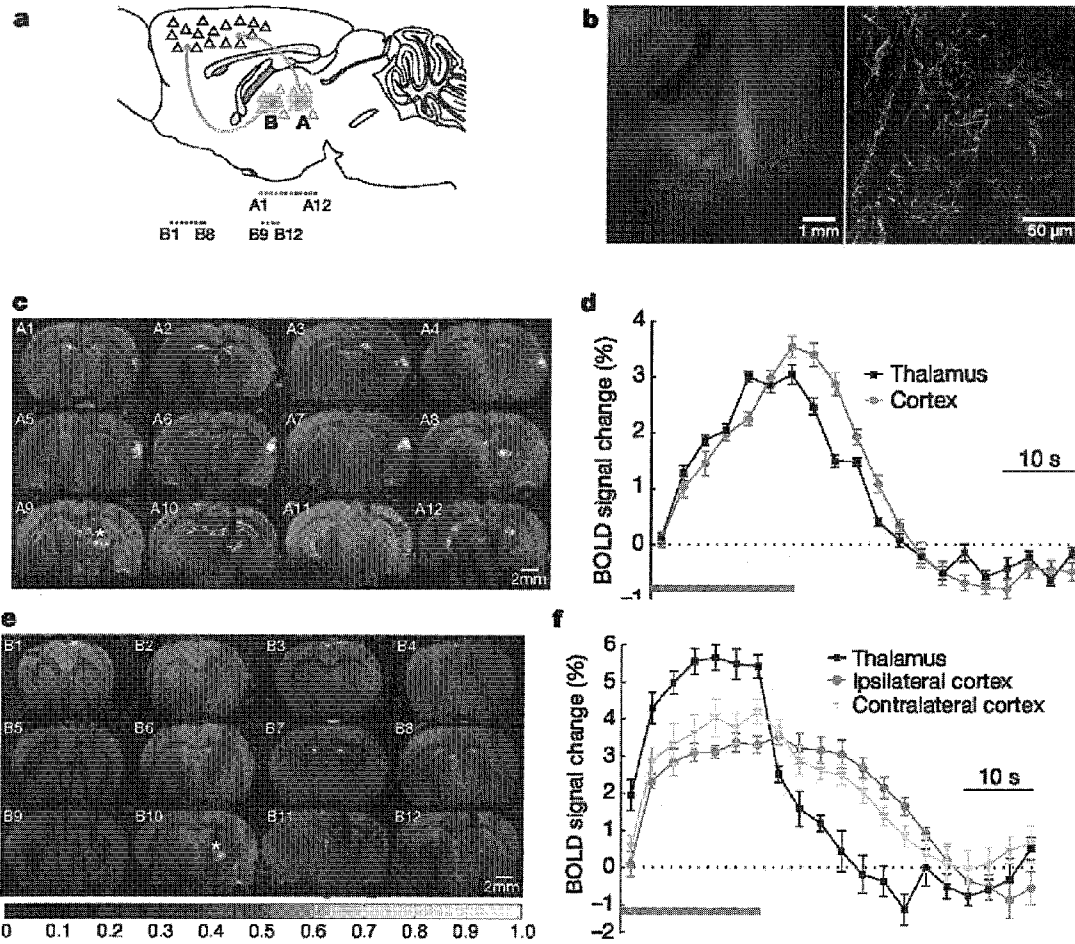 a
B A
A1 A12
B1 B8 B9 B12
b
1 mm
50 µm
c
A1 A2 A3 A4
A5 A6 A7 A8
A9 * A10 A11 A12
2mm
d
BOLD signal change (%)
4
3
2
1
0
–1
Thalamus
Cortex
10 s
e
B1 B2 B3 B4
B5 B6 B7 B8
B9 B10 * B11 B12
2mm
0 0.1 0.2 0.3 0.4 0.5 0.6 0.7 0.8 0.9 1.0
f
BOLD signal change (%)
6
5
4
3
2
1
0
–1
–2
Thalamus
Ipsilateral cortex
Contralateral cortex
10 s